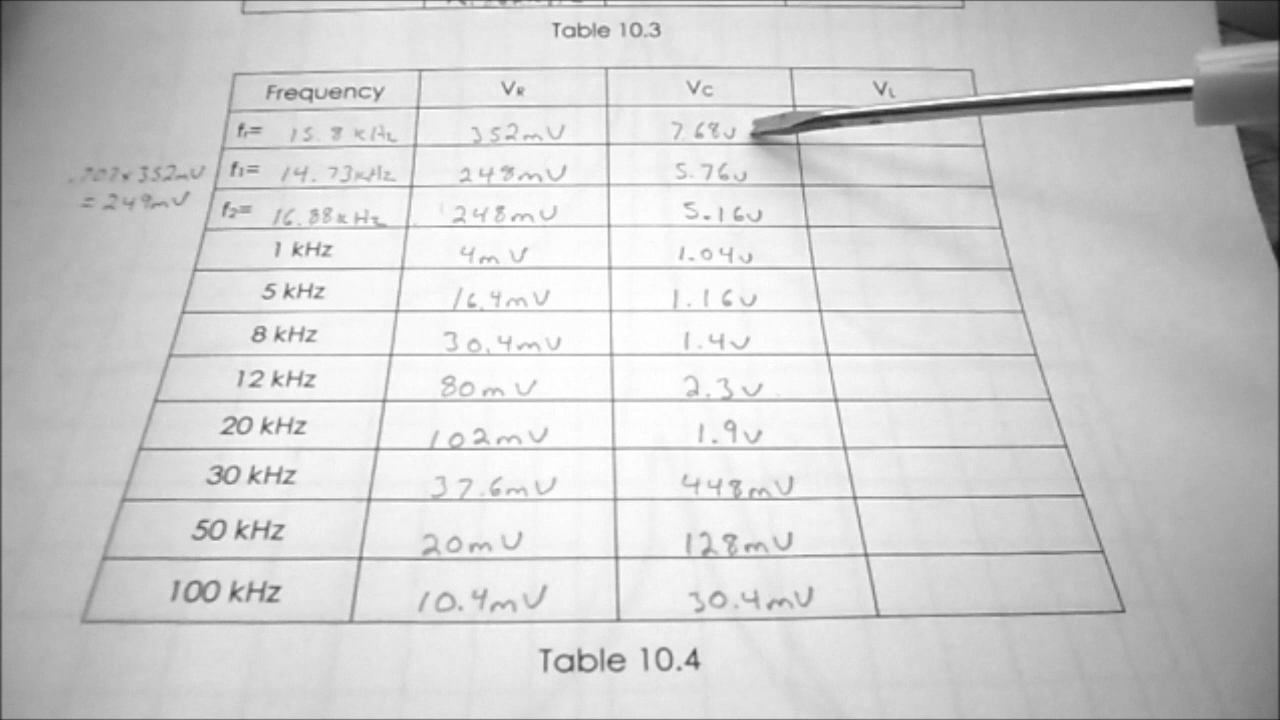 Table 10.3
Frequency VR VC VL
fr= 15.8 kHz 352mV 7.68v
f1= 14.73kHz 248mV 5.76v
.707x352mV
= 249mV
f2= 16.88kHz 248mV 5.16v
1 kHz 4mV 1.04v
5 kHz 16.4mV 1.16v
8 kHz 30.4mV 1.4v
12 kHz 80mV 2.3v
20 kHz 102mV 1.9v
30 kHz 37.6mV 448mV
50 kHz 20mV 128mV
100 kHz 10.4mV 30.4mV
Table 10.4